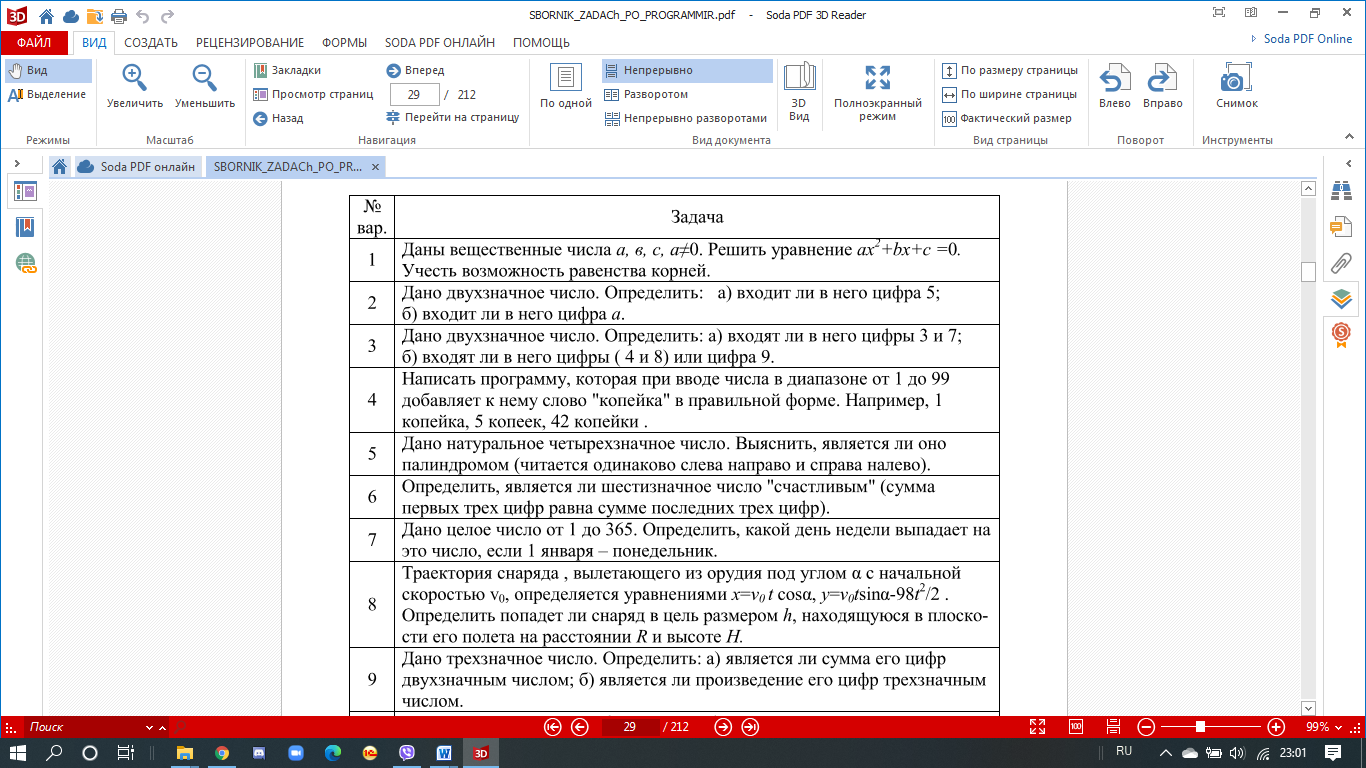 SBORNIK_ZADACh_PO_PROGRAMMIR.pdf - Soda PDF 3D Reader
ФАЙЛ ВИД СОЗДАТЬ РЕЦЕНЗИРОВАНИЕ ФОРМЫ SODA PDF ОНЛАЙН ПОМОЩЬ
Soda PDF Online
Вид
Выделение
Режимы
Увеличить Уменьшить
Масштаб
Закладки
Просмотр страниц
Назад
Вперед
29 / 212
Перейти на страницу
Навигация
По одной
Непрерывно
Разворотом
Непрерывно разворотами
3D Вид
Полноэкранный режим
Вид документа
По размеру страницы
По ширине страницы
100 Фактический размер
Вид страницы
Влево Вправо
Поворот
Снимок
Инструменты
Soda PDF онлайн
SBORNIK_ZADACh_PO_PR... ×
№ вар. Задача
1 Даны вещественные числа а, в, с, а≠0. Решить уравнение ax²+bx+c =0.
Учесть возможность равенства корней.
2 Дано двухзначное число. Определить: а) входит ли в него цифра 5;
б) входит ли в него цифра а.
3 Дано двухзначное число. Определить: а) входят ли в него цифры 3 и 7;
б) входят ли в него цифры ( 4 и 8) или цифра 9.
4 Написать программу, которая при вводе числа в диапазоне от 1 до 99
добавляет к нему слово "копейка" в правильной форме. Например, 1
копейка, 5 копеек, 42 копейки .
5 Дано натуральное четырехзначное число. Выяснить, является ли оно
палиндромом (читается одинаково слева направо и справа налево).
6 Определить, является ли шестизначное число "счастливым" (сумма
первых трех цифр равна сумме последних трех цифр).
7 Дано целое число от 1 до 365. Определить, какой день недели выпадает на
это число, если 1 января – понедельник.
8 Траектория снаряда , вылетающего из орудия под углом α с начальной
скоростью v₀, определяется уравнениями x=v₀ t cosα, y=v₀tsinα-98t²/2 .
Определить попадет ли снаряд в цель размером h, находящуюся в плоско-
сти его полета на расстоянии R и высоте H.
9 Дано трехзначное число. Определить: а) является ли сумма его цифр
двухзначным числом; б) является ли произведение его цифр трехзначным
числом.
Поиск
29 / 212
100
99%
RU
23:01